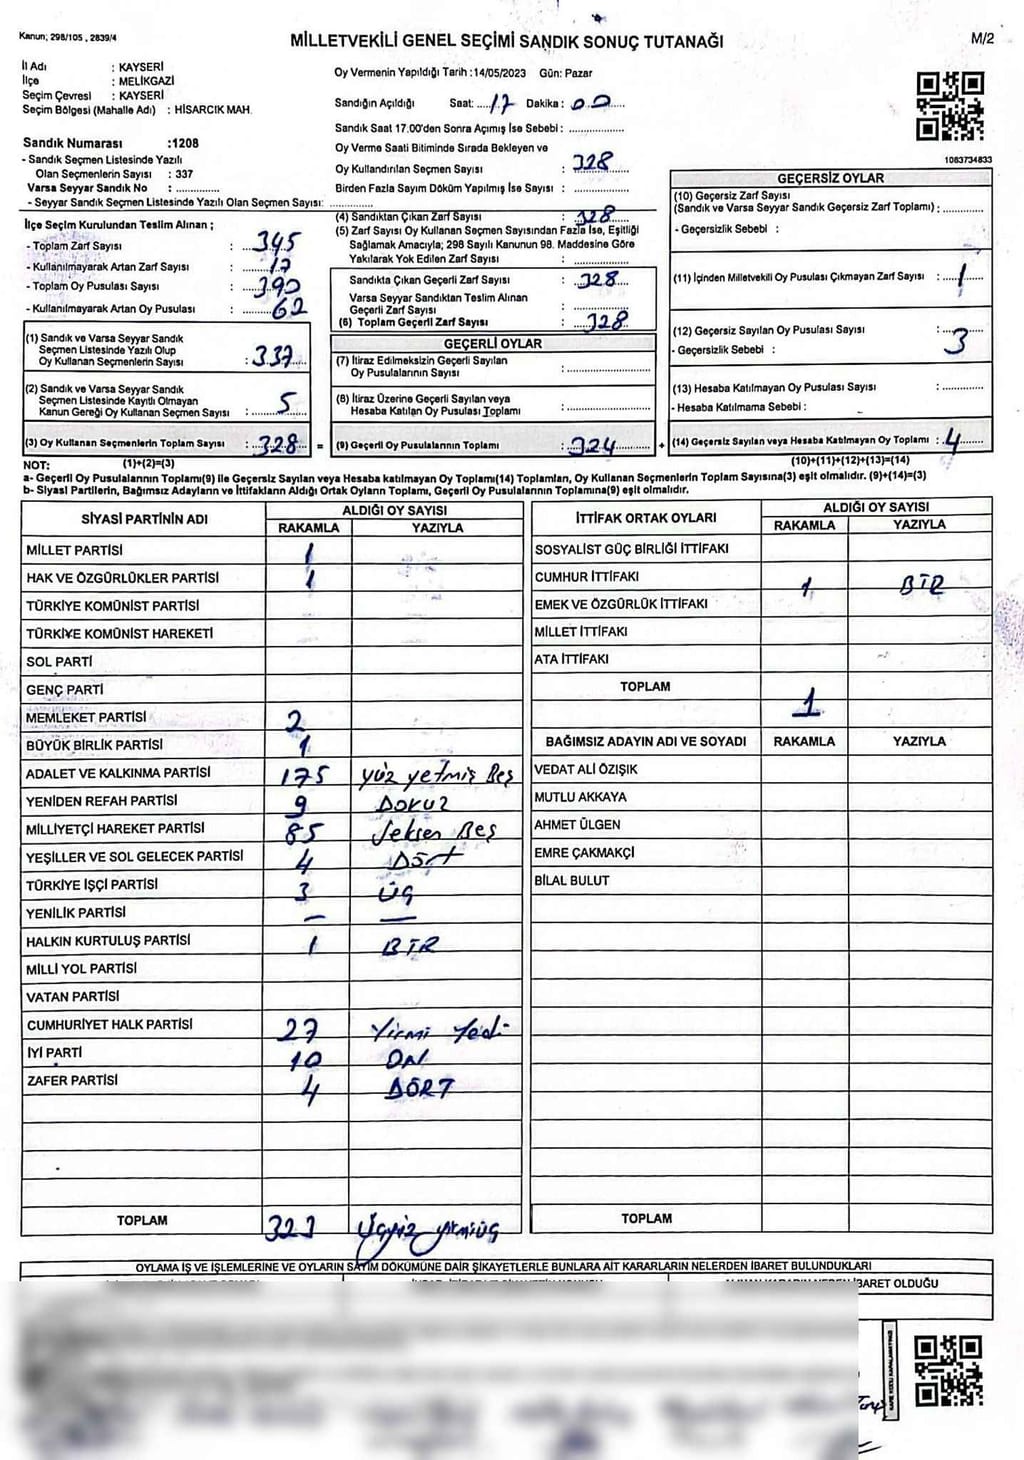 Kanun; 298/105 , 2839/4
MİLLETVEKİLİ GENEL SEÇİMİ SANDIK SONUÇ TUTANAĞI
M/2
İl Adı : KAYSERİ
İlçe : MELİKGAZİ
Seçim Çevresi : KAYSERİ
Seçim Bölgesi (Mahalle Adı) : HİSARCIK MAH.
Sandık Numarası :1208
- Sandık Seçmen Listesinde Yazılı
Olan Seçmenlerin Sayısı : 337
Varsa Seyyar Sandık No : ..............
- Seyyar Sandık Seçmen Listesinde Yazılı Olan Seçmen Sayısı: ..............
Oy Vermenin Yapıldığı Tarih :14/05/2023 Gün: Pazar
Sandığın Açıldığı Saat: 17 Dakika : 00
Sandık Saat 17.00'den Sonra Açımış İse Sebebi : ..............
Oy Verme Saati Bitiminde Sırada Bekleyen ve
Oy Kullandırılan Seçmen Sayısı : 328
Birden Fazla Sayım Döküm Yapılmış İse Sayısı : ..............
1083734833
İlçe Seçim Kurulundan Teslim Alınan ;
- Toplam Zarf Sayısı : 345
- Kullanılmayarak Artan Zarf Sayısı : 17
- Toplam Oy Pusulası Sayısı : 390
- Kullanılmayarak Artan Oy Pusulası : 62
(1) Sandık ve Varsa Seyyar Sandık
Seçmen Listesinde Yazılı Olup
Oy Kullanan Seçmenlerin Sayısı : 337
(2) Sandık ve Varsa Seyyar Sandık
Seçmen Listesinde Kayıtlı Olmayan
Kanun Gereği Oy Kullanan Seçmen Sayısı : 5
(3) Oy Kullanan Seçmenlerin Toplam Sayısı : 328 =
(1)+(2)=(3)
(4) Sandıktan Çıkan Zarf Sayısı : 328
(5) Zarf Sayısı Oy Kullanan Seçmen Sayısından Fazla İse, Eşitliği
Sağlamak Amacıyla; 298 Sayılı Kanunun 98. Maddesine Göre
Yakılarak Yok Edilen Zarf Sayısı : ..............
Sandıkta Çıkan Geçerli Zarf Sayısı : 328
Varsa Seyyar Sandıktan Teslim Alınan
Geçerli Zarf Sayısı : ..............
(6) Toplam Geçerli Zarf Sayısı : 328
GEÇERLİ OYLAR
(7) İtiraz Edilmeksizin Geçerli Sayılan
Oy Pusulalarının Sayısı : ..............
(8) İtiraz Üzerine Geçerli Sayılan veya
Hesaba Katılan Oy Pusulası Toplamı : ..............
(9) Geçerli Oy Pusulalarının Toplamı : 324 +
GEÇERSİZ OYLAR
(10) Geçersiz Zarf Sayısı
(Sandık ve Varsa Seyyar Sandık Geçersiz Zarf Toplamı) : ..............
- Geçersizlik Sebebi :
(11) İçinden Milletvekili Oy Pusulası Çıkmayan Zarf Sayısı : 1
(12) Geçersiz Sayılan Oy Pusulası Sayısı : 3
- Geçersizlik Sebebi :
(13) Hesaba Katılmayan Oy Pusulası Sayısı : ..............
- Hesaba Katılmama Sebebi :
(14) Geçersiz Sayılan veya Hesaba Katılmayan Oy Toplamı : 4
(10)+(11)+(12)+(13)=(14)
NOT:
a- Geçerli Oy Pusulalarının Toplamı(9) ile Geçersiz Sayılan veya Hesaba katılmayan Oy Toplamı(14) Toplamları, Oy Kullanan Seçmenlerin Toplam Sayısına(3) eşit olmalıdır. (9)+(14)=(3)
b- Siyasi Partilerin, Bağımsız Adayların ve İttifakların Aldığı Ortak Oyların Toplamı, Geçerli Oy Pusulalarının Toplamına(9) eşit olmalıdır.
SİYASİ PARTİNİN ADI
ALDIĞI OY SAYISI
RAKAMLA YAZIYLA
MİLLET PARTİSİ 1
HAK VE ÖZGÜRLÜKLER PARTİSİ 1
TÜRKİYE KOMÜNİST PARTİSİ
TÜRKİYE KOMÜNİST HAREKETİ
SOL PARTİ
GENÇ PARTİ
MEMLEKET PARTİSİ 2
BÜYÜK BİRLİK PARTİSİ 1
ADALET VE KALKINMA PARTİSİ 175 yüz yetmiş Beş
YENİDEN REFAH PARTİSİ 9 Dokuz
MİLLİYETÇİ HAREKET PARTİSİ 85 Seksen Beş
YEŞİLLER VE SOL GELECEK PARTİSİ 4 Dört
TÜRKİYE İŞÇİ PARTİSİ 3 Üç
YENİLİK PARTİSİ — —
HALKIN KURTULUŞ PARTİSİ 1 BİR
MİLLİ YOL PARTİSİ
VATAN PARTİSİ
CUMHURİYET HALK PARTİSİ 27 Yirmi Yedi
İYİ PARTİ 10 ON
ZAFER PARTİSİ 4 DÖRT
TOPLAM 323 Üçyüz yirmiüç
İTTİFAK ORTAK OYLARI
ALDIĞI OY SAYISI
RAKAMLA YAZIYLA
SOSYALİST GÜÇ BİRLİĞİ İTTİFAKI
CUMHUR İTTİFAKI 1 BİR
EMEK VE ÖZGÜRLÜK İTTİFAKI
MİLLET İTTİFAKI
ATA İTTİFAKI
TOPLAM 1
BAĞIMSIZ ADAYIN ADI VE SOYADI RAKAMLA YAZIYLA
VEDAT ALİ ÖZIŞIK
MUTLU AKKAYA
AHMET ÜLGEN
EMRE ÇAKMAKÇİ
BİLAL BULUT
TOPLAM
OYLAMA İŞ VE İŞLEMLERİNE VE OYLARIN SAYIM DÖKÜMÜNE DAİR ŞİKAYETLERLE BUNLARA AİT KARARLARIN NELERDEN İBARET BULUNDUKLARI
İBARET OLDUĞU